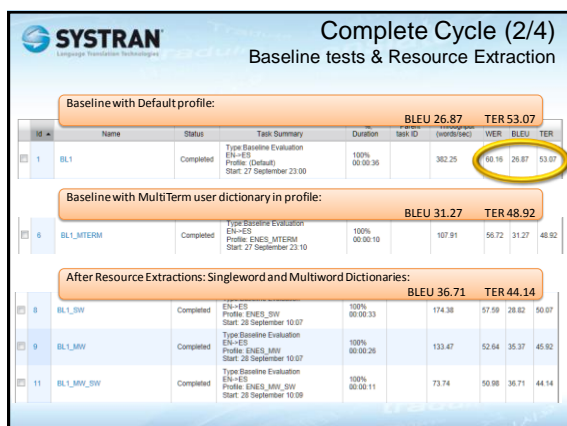 SYSTRAN
Language Translation Technologies
Complete Cycle (2/4)
Baseline tests & Resource Extraction
Baseline with Default profile:
BLEU 26.87 TER 53.07
Id Name Status Task Summary Duration task ID (words/sec) WER BLEU TER
Type:Baseline Evaluation
1 BL1 Completed EN->ES 100% 382.25 60.16 26.87 53.07
Profile: (Default) 00:00:36
Start: 27 September 23:00
Baseline with MultiTerm user dictionary in profile:
BLEU 31.27 TER 48.92
Type:Baseline Evaluation
6 BL1_MTERM Completed EN->ES 100% 107.91 56.72 31.27 48.92
Profile: ENES_MTERM 00:00:10
Start: 27 September 23:10
After Resource Extractions: Singleword and Multiword Dictionaries:
BLEU 36.71 TER 44.14
Type:Baseline Evaluation
8 BL1_SW Completed EN->ES 100% 174.38 57.59 28.82 50.07
Profile: ENES_SW 00:00:33
Start: 28 September 10:07
Type:Baseline Evaluation
9 BL1_MW Completed EN->ES 100% 133.47 52.64 35.37 45.92
Profile: ENES_MW 00:00:26
Start: 28 September 10:07
Type:Baseline Evaluation
11 BL1_MW_SW Completed EN->ES 100% 73.74 50.98 36.71 44.14
Profile: ENES_MW_SW 00:00:11
Start: 28 September 10:09